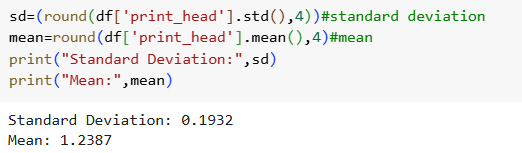 sd=(round(df['print_head'].std(),4))#standard deviation
mean=round(df['print_head'].mean(),4)#mean
print("Standard Deviation:",sd)
print("Mean:",mean)
Standard Deviation: 0.1932
Mean: 1.2387